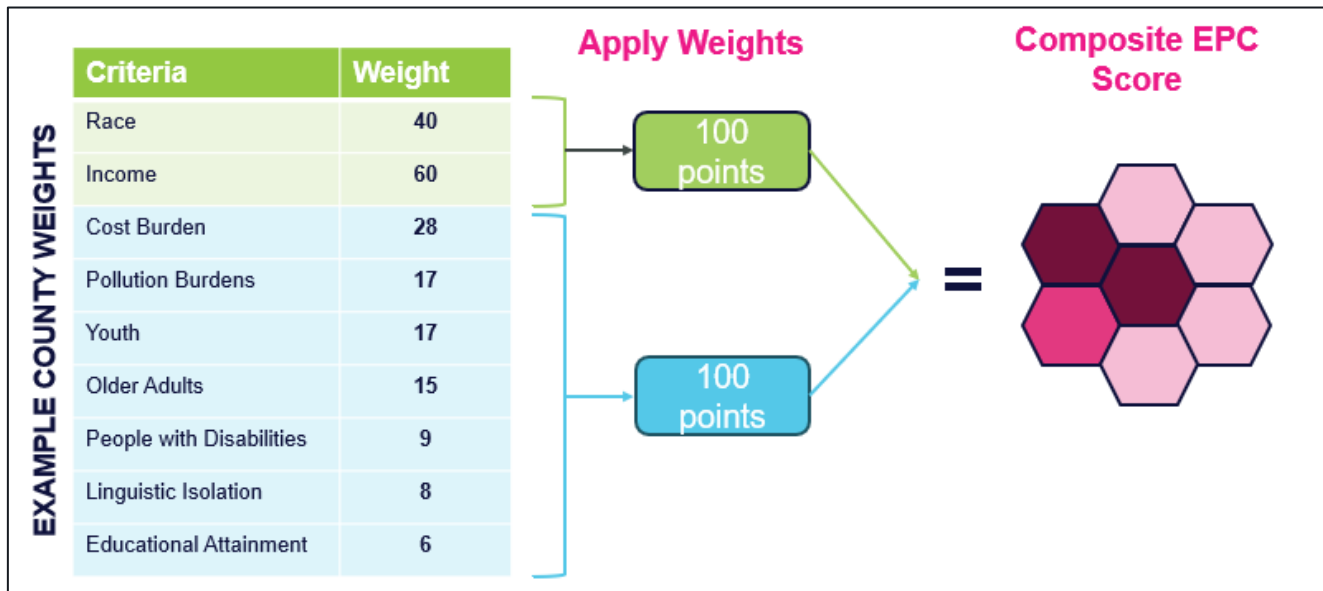 EXAMPLE COUNTY WEIGHTS
Criteria Weight
Race 40
Income 60
Cost Burden 28
Pollution Burdens 17
Youth 17
Older Adults 15
People with Disabilities 9
Linguistic Isolation 8
Educational Attainment 6
Apply Weights
100
points
100
points
=
Composite EPC
Score